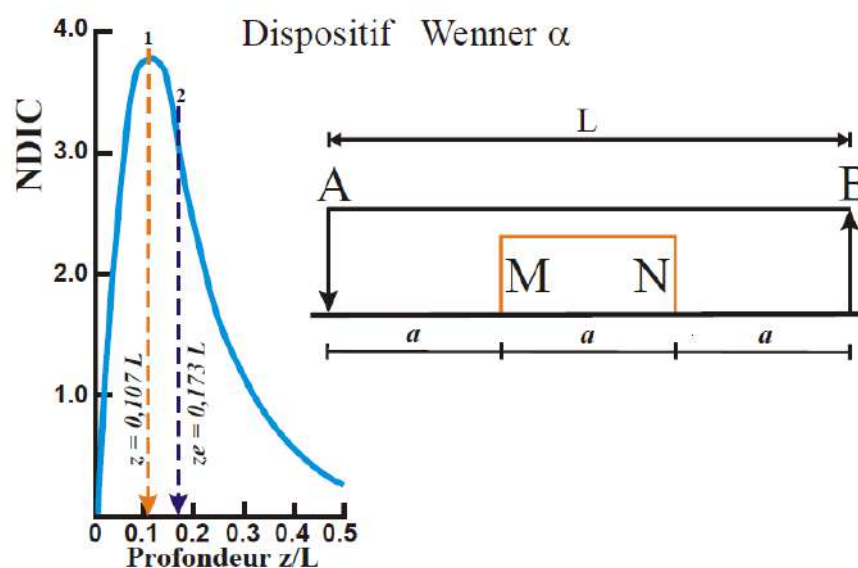 Dispositif Wenner α
4.0
3.0
2.0
1.0
0
NDIC
1
2
z = 0,107 L
ze = 0,173 L
0 0.1 0.2 0.3 0.4 0.5
Profondeur z/L
L
A
B
M N
a a a